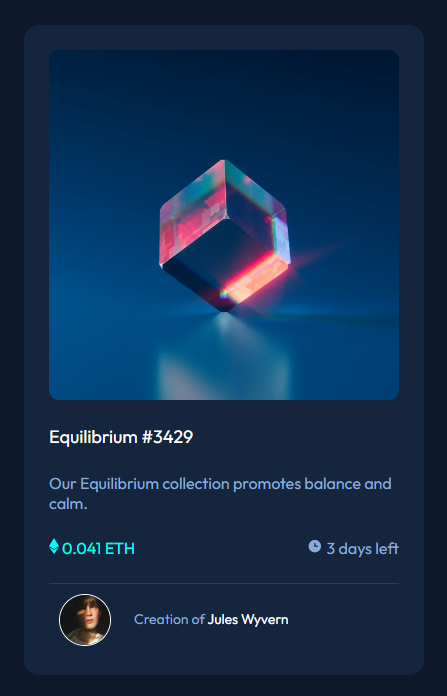 Equilibrium #3429
Our Equilibrium collection promotes balance and
calm.
0.041 ETH
3 days left
Creation of Jules Wyvern